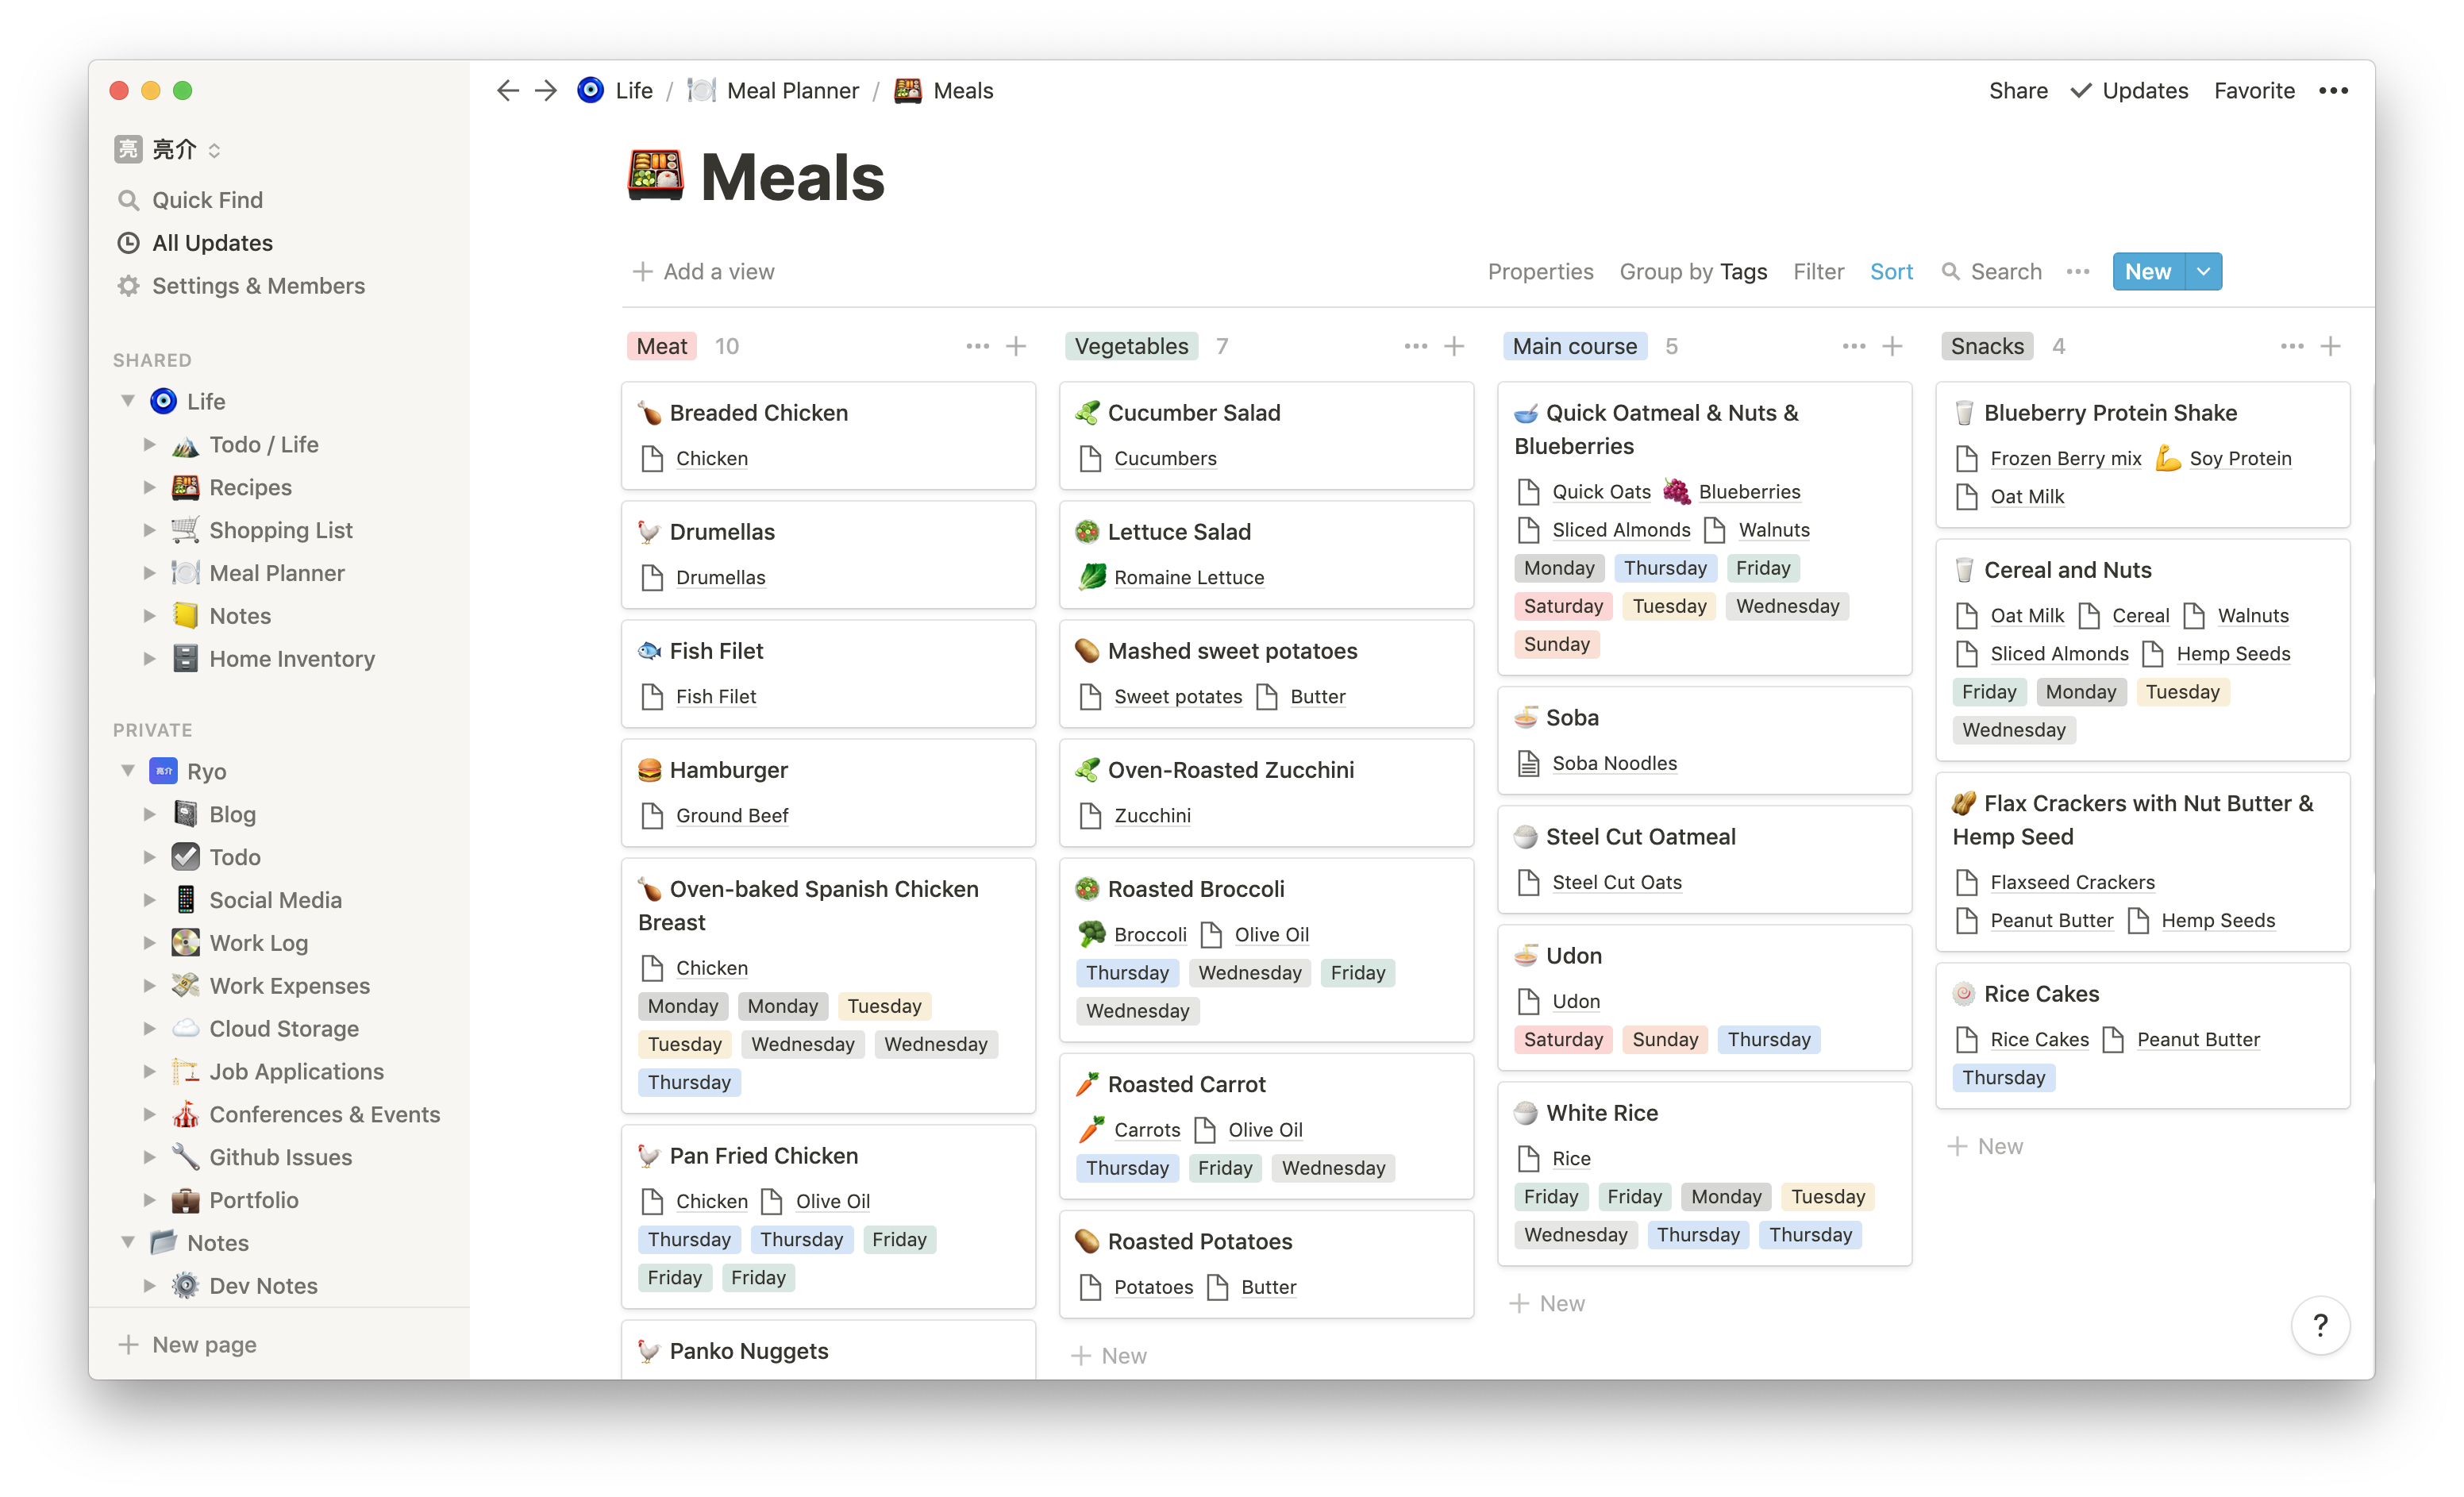 亮 亮介
Quick Find
All Updates
Settings & Members
SHARED
Life
Todo / Life
Recipes
Shopping List
Meal Planner
Notes
Home Inventory
PRIVATE
亮介 Ryo
Blog
Todo
Social Media
Work Log
Work Expenses
Cloud Storage
Job Applications
Conferences & Events
Github Issues
Portfolio
Notes
Dev Notes
New page
Life / Meal Planner / Meals
Share Updates Favorite
Meals
Add a view
Properties Group by Tags Filter Sort Search New
Meat 10
Breaded Chicken
Chicken
Drumellas
Drumellas
Fish Filet
Fish Filet
Hamburger
Ground Beef
Oven-baked Spanish Chicken
Breast
Chicken
Monday Monday Tuesday
Tuesday Wednesday Wednesday
Thursday
Pan Fried Chicken
Chicken Olive Oil
Thursday Thursday Friday
Friday Friday
Panko Nuggets
Vegetables 7
Cucumber Salad
Cucumbers
Lettuce Salad
Romaine Lettuce
Mashed sweet potatoes
Sweet potates Butter
Oven-Roasted Zucchini
Zucchini
Roasted Broccoli
Broccoli Olive Oil
Thursday Wednesday Friday
Wednesday
Roasted Carrot
Carrots Olive Oil
Thursday Friday Wednesday
Roasted Potatoes
Potatoes Butter
New
Main course 5
Quick Oatmeal & Nuts &
Blueberries
Quick Oats Blueberries
Sliced Almonds Walnuts
Monday Thursday Friday
Saturday Tuesday Wednesday
Sunday
Soba
Soba Noodles
Steel Cut Oatmeal
Steel Cut Oats
Udon
Udon
Saturday Sunday Thursday
White Rice
Rice
Friday Friday Monday Tuesday
Wednesday Thursday Thursday
New
Snacks 4
Blueberry Protein Shake
Frozen Berry mix Soy Protein
Oat Milk
Cereal and Nuts
Oat Milk Cereal Walnuts
Sliced Almonds Hemp Seeds
Friday Monday Tuesday
Wednesday
Flax Crackers with Nut Butter &
Hemp Seed
Flaxseed Crackers
Peanut Butter Hemp Seeds
Rice Cakes
Rice Cakes Peanut Butter
Thursday
New
?